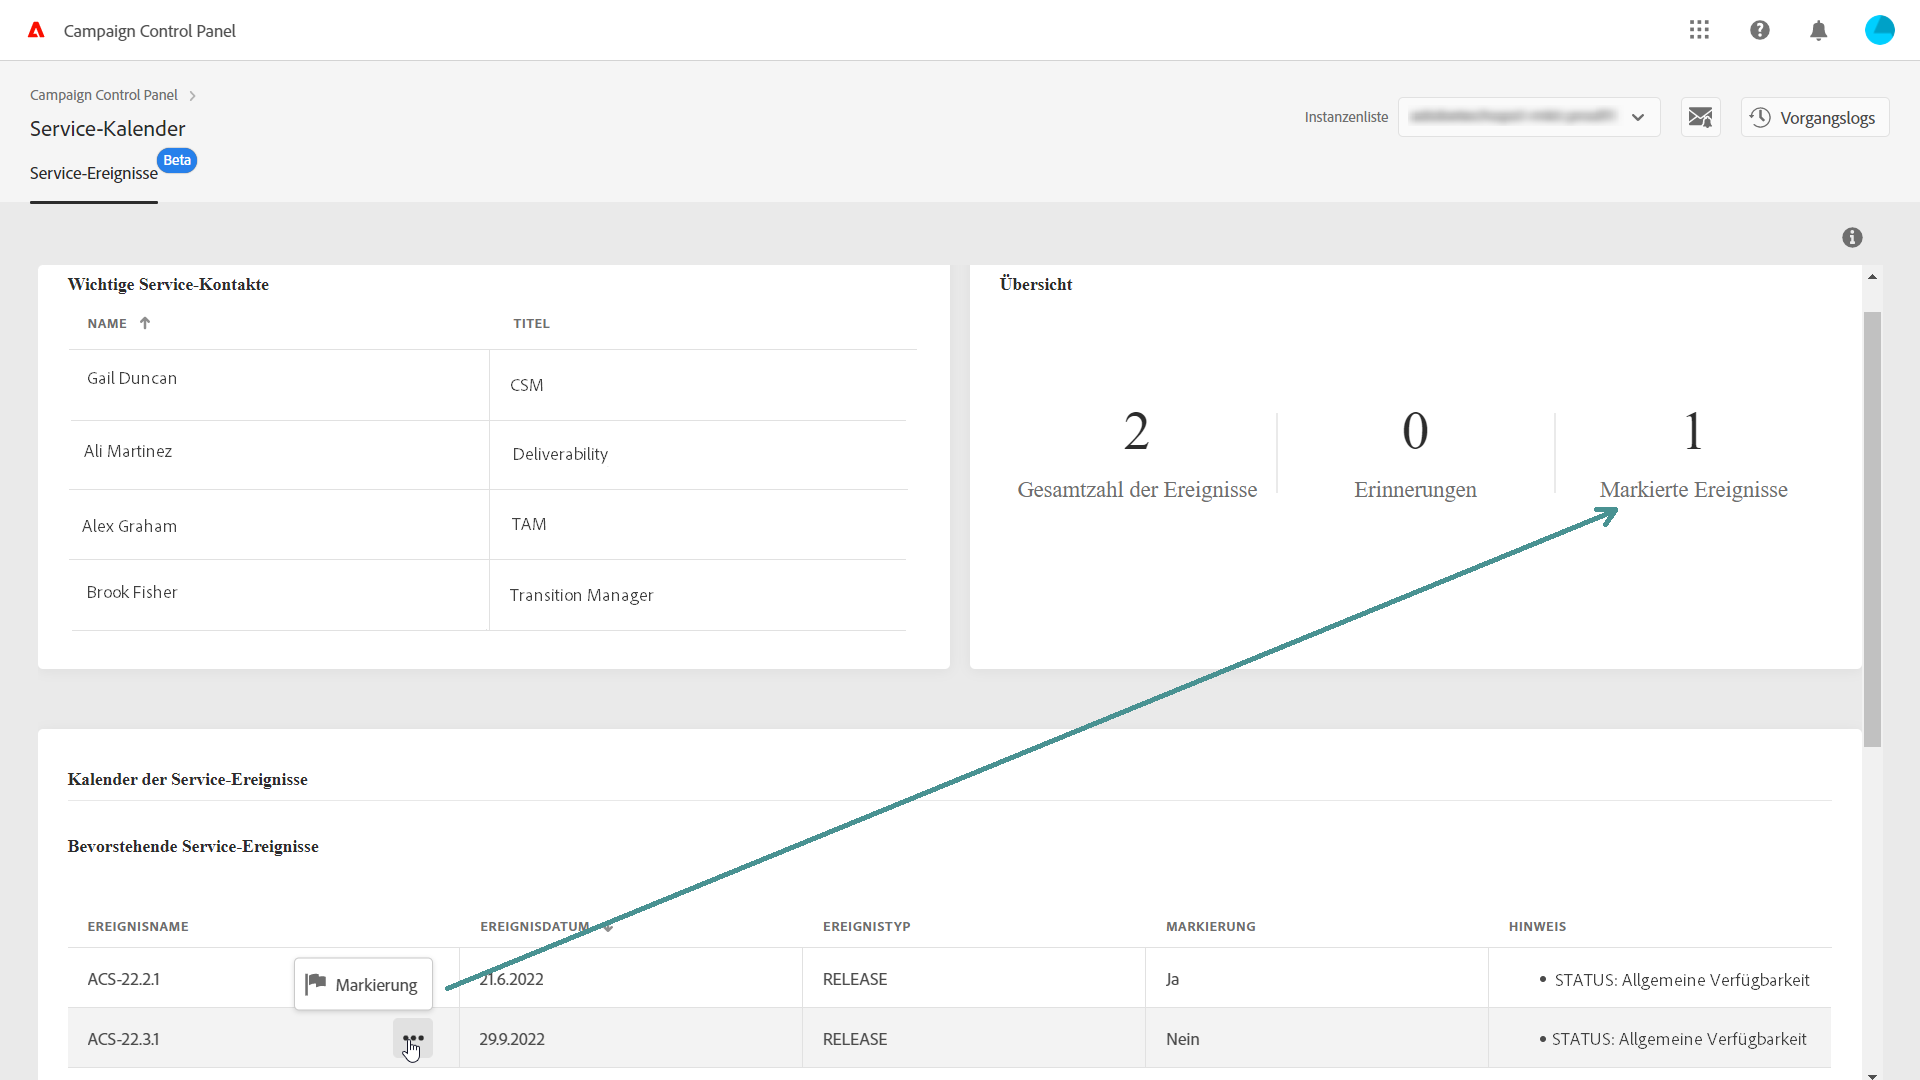 Campaign Control Panel
Campaign Control Panel
Service-Kalender
Service-Ereignisse
Beta
Instanzenliste
Vorgangslogs
Wichtige Service-Kontakte
NAME TITEL
Gail Duncan CSM
Ali Martinez Deliverability
Alex Graham TAM
Brook Fisher Transition Manager
Übersicht
2 0 1
Gesamtzahl der Ereignisse Erinnerungen Markierte Ereignisse
Kalender der Service-Ereignisse
Bevorstehende Service-Ereignisse
EREIGNISNAME EREIGNISDATUM EREIGNISTYP MARKIERUNG HINWEIS
ACS-22.2.1 21.6.2022 RELEASE Ja • STATUS: Allgemeine Verfügbarkeit
Markierung
ACS-22.3.1 29.9.2022 RELEASE Nein • STATUS: Allgemeine Verfügbarkeit